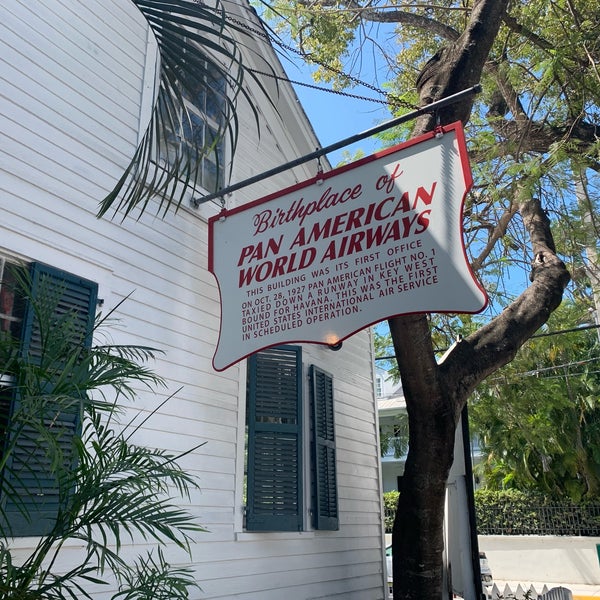 Birthplace of
PAN AMERICAN
WORLD AIRWAYS
THIS BUILDING WAS ITS FIRST OFFICE
ON OCT. 28, 1927 PAN AMERICAN FLIGHT NO. 1
TAXIED DOWN A RUNWAY IN KEY WEST
BOUND FOR HAVANA, THIS WAS THE FIRST
UNITED STATES INTERNATIONAL AIR SERVICE
IN SCHEDULED OPERATION.